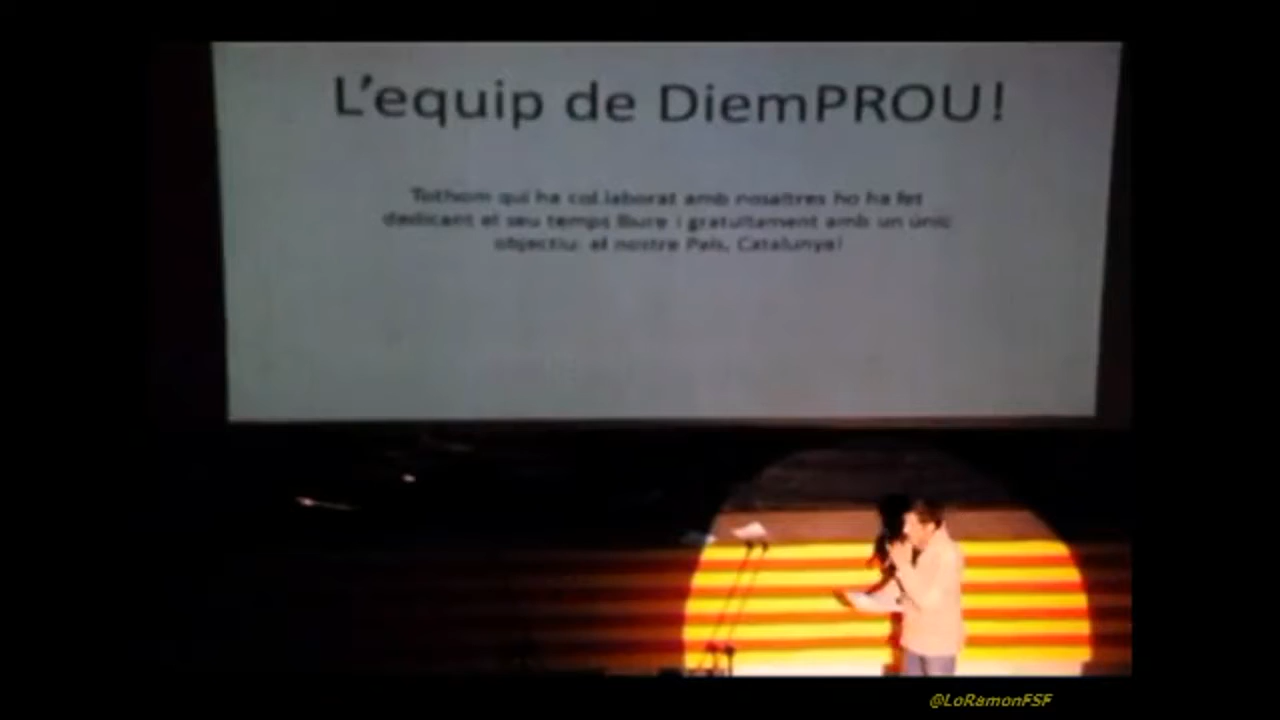 L'equip de DiemPROU!
Tothom qui ha col.laborat amb nosaltres ho ha fet
dedicant el seu temps lliure i gratuïtament amb un únic
objectiu: el nostre País, Catalunya!
@LoRamonFSF